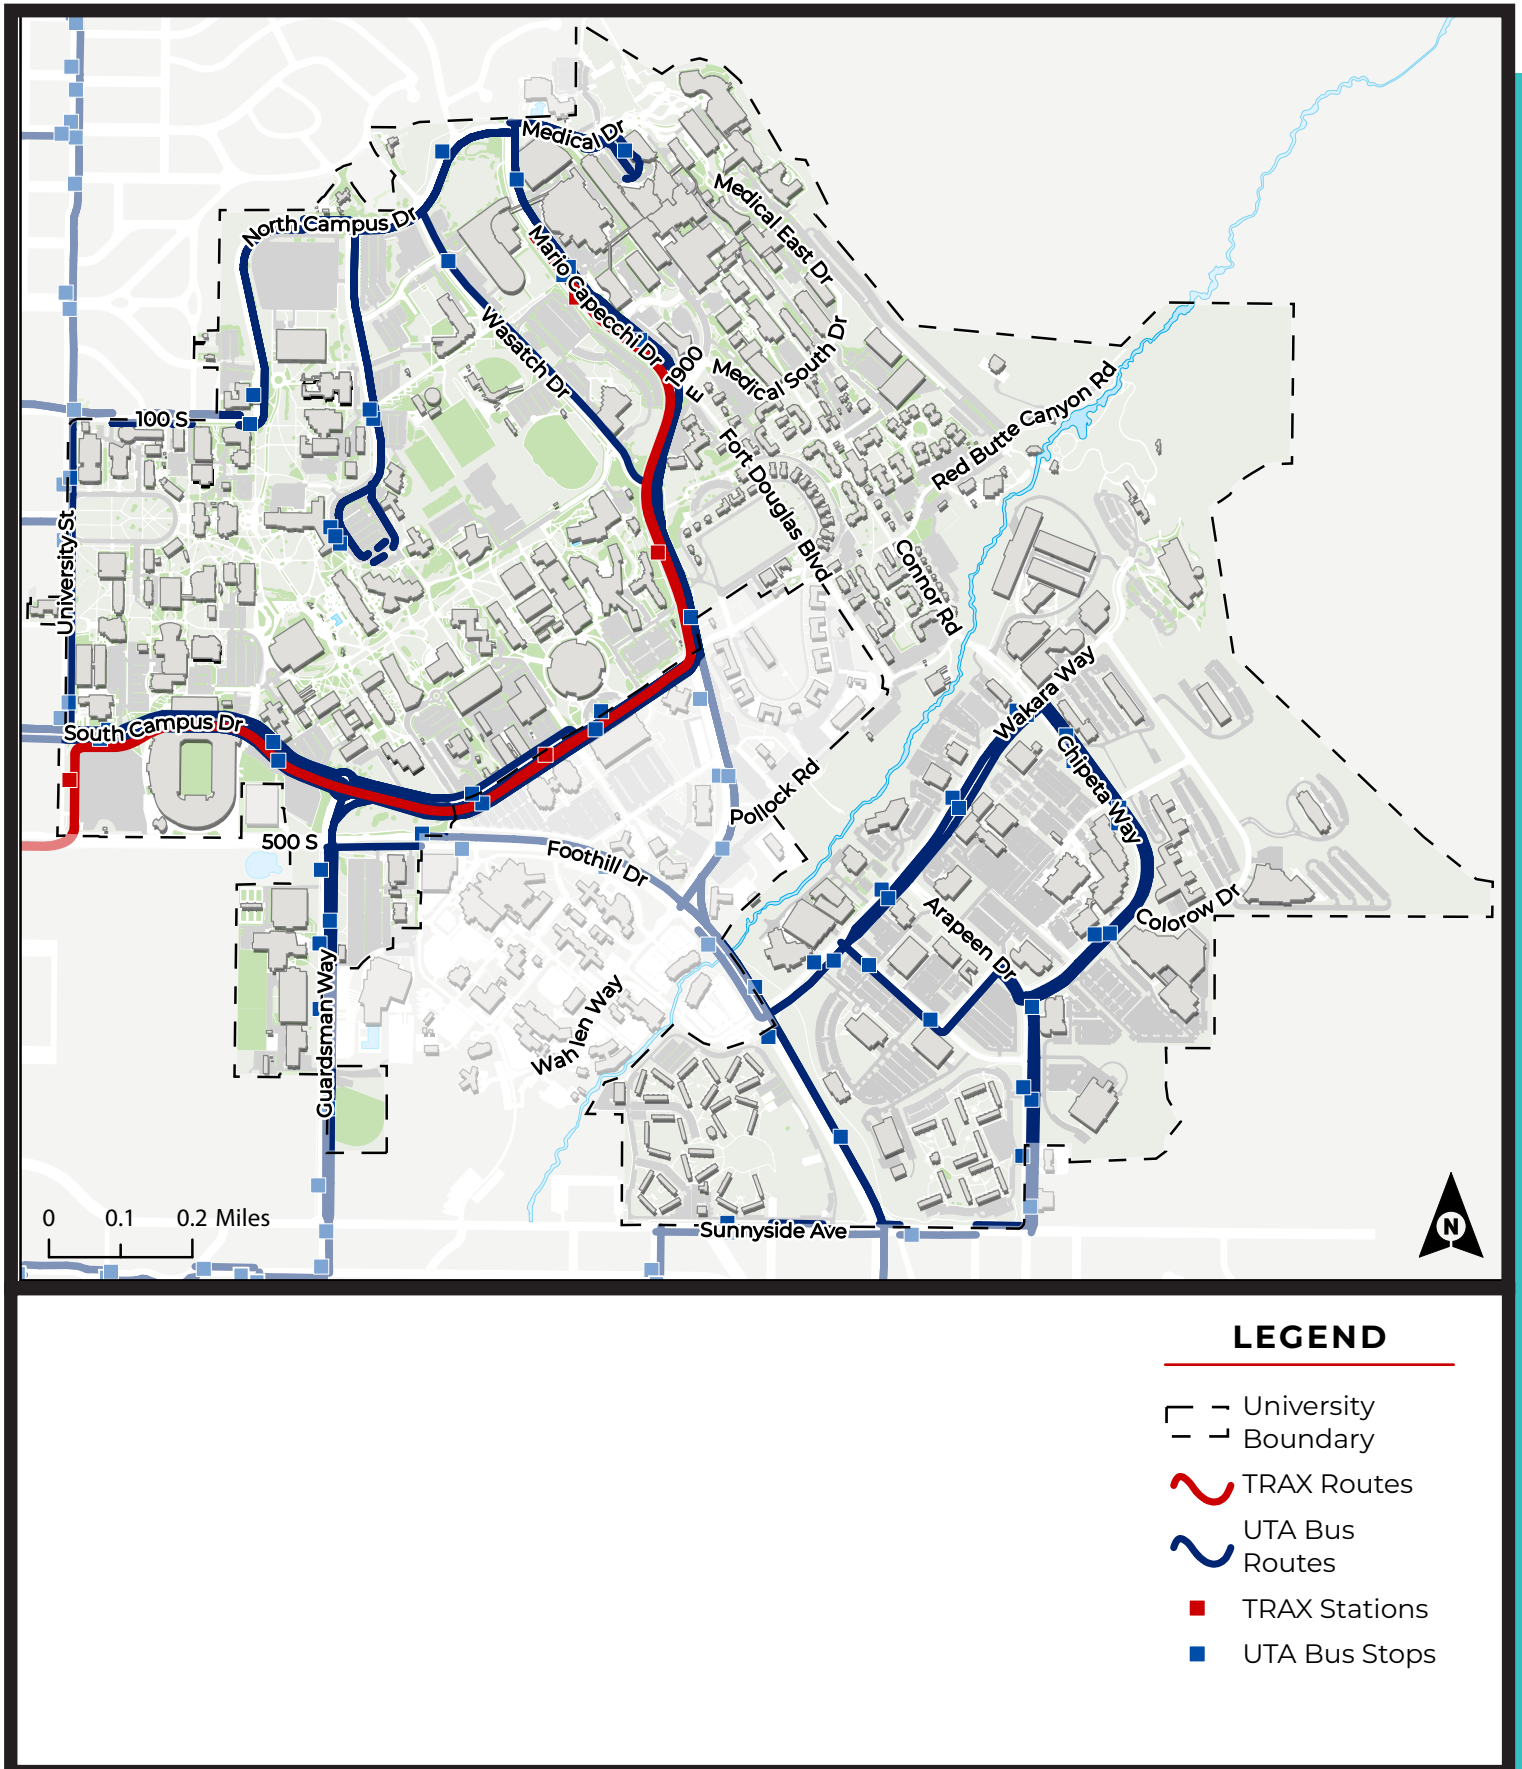 Medical Dr
Medical East Dr
North Campus Dr
Mario Capecchi Dr
Wasatch Dr
1900
E
Medical South Dr
Red Butte Canyon Rd
100 S
Fort Douglas Blvd
Connor Rd
University St
Wakara Way
South Campus Dr
Chipeta Way
Pollock Rd
500 S
Foothill Dr
Arapeen Dr
Colorow Dr
Guardsman Way
Wah len Way
Sunnyside Ave
0 0.1 0.2 Miles
N
LEGEND
University
Boundary
TRAX Routes
UTA Bus
Routes
TRAX Stations
UTA Bus Stops